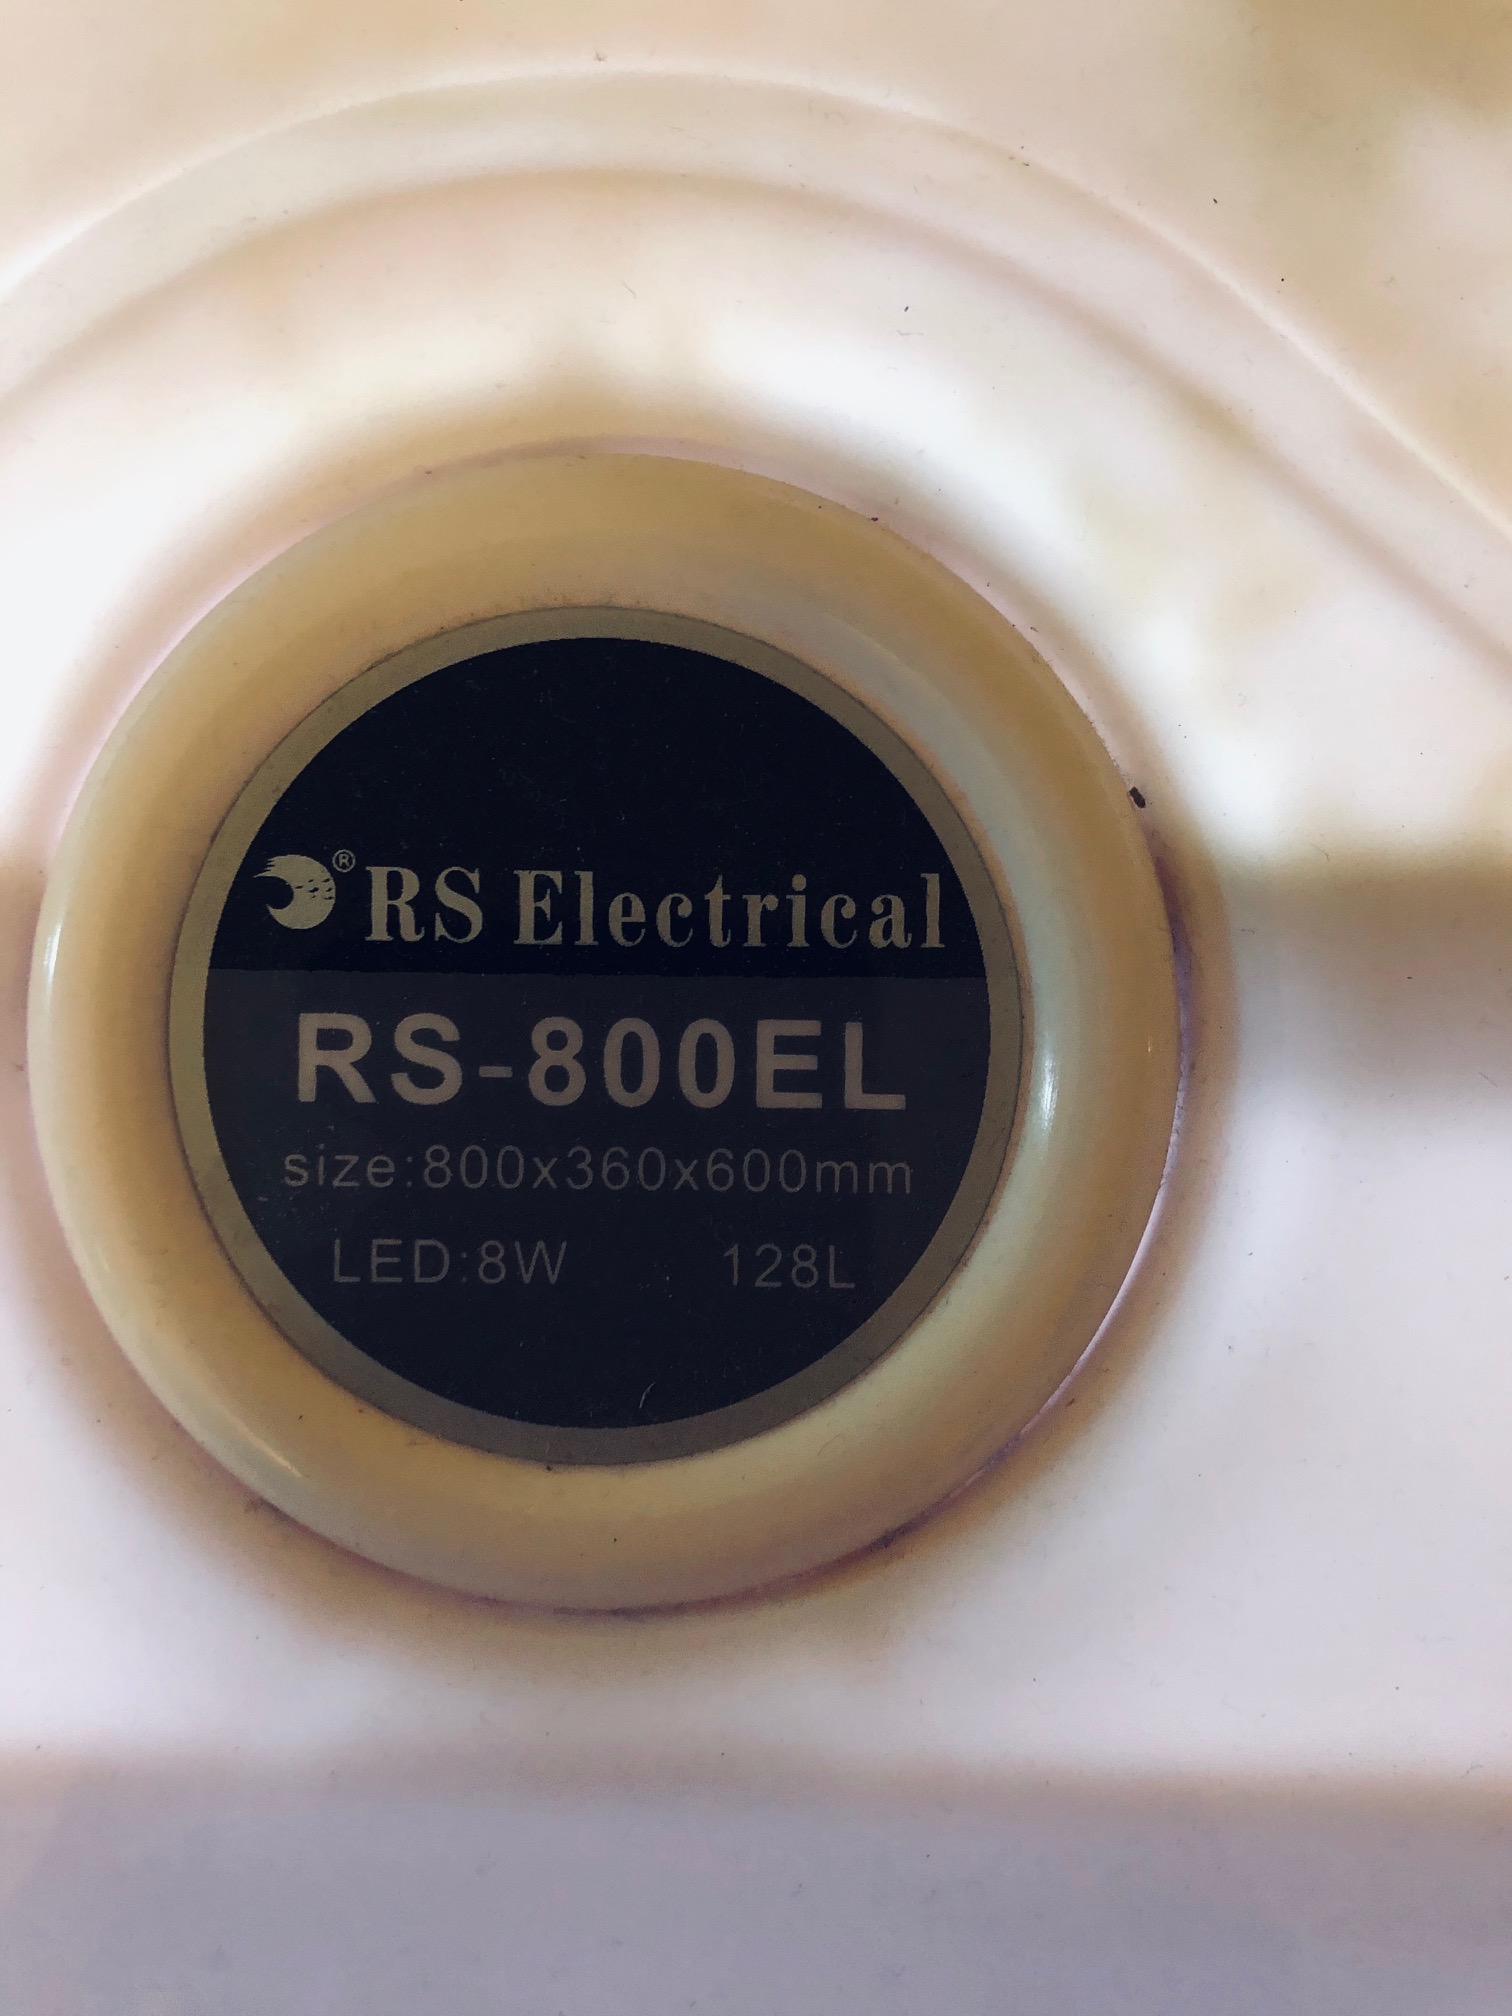 ® RS Electrical
RS-800EL
size:800x360x600mm
LED:8W 128L